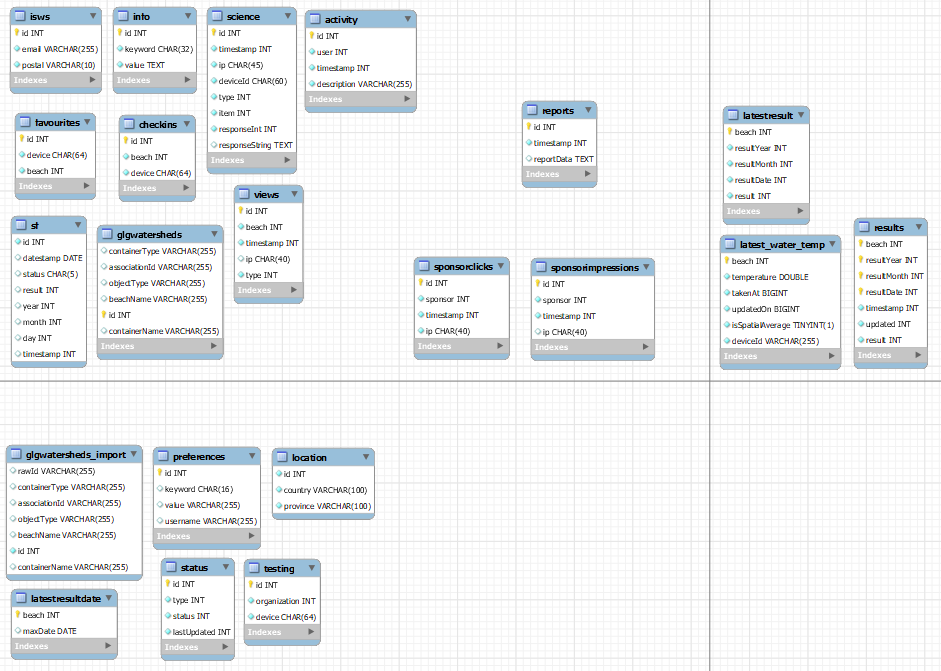 isws
id INT
email VARCHAR(255)
postal VARCHAR(10)
Indexes
info
id INT
keyword CHAR(32)
value TEXT
Indexes
science
id INT
timestamp INT
ip CHAR(45)
deviceId CHAR(60)
type INT
item INT
responseInt INT
responseString TEXT
Indexes
activity
id INT
user INT
timestamp INT
description VARCHAR(255)
Indexes
favourites
id INT
device CHAR(64)
beach INT
Indexes
checkins
id INT
beach INT
device CHAR(64)
Indexes
reports
id INT
timestamp INT
reportData TEXT
Indexes
latestresult
beach INT
resultYear INT
resultMonth INT
resultDate INT
result INT
Indexes
views
id INT
beach INT
timestamp INT
ip CHAR(40)
type INT
Indexes
sf
id INT
datestamp DATE
status CHAR(5)
result INT
year INT
month INT
day INT
timestamp INT
glgwatersheds
containerType VARCHAR(255)
associationId VARCHAR(255)
objectType VARCHAR(255)
beachName VARCHAR(255)
id INT
containerName VARCHAR(255)
Indexes
sponsorclicks
id INT
sponsor INT
timestamp INT
ip CHAR(40)
Indexes
sponsorimpressions
id INT
sponsor INT
timestamp INT
ip CHAR(40)
Indexes
latest_water_temp
beach INT
temperature DOUBLE
takenAt BIGINT
updatedOn BIGINT
isSpatialAverage TINYINT(1)
deviceId VARCHAR(255)
Indexes
results
beach INT
resultYear INT
resultMonth INT
resultDate INT
timestamp INT
updated INT
result INT
Indexes
glgwatersheds_import
rawId VARCHAR(255)
containerType VARCHAR(255)
associationId VARCHAR(255)
objectType VARCHAR(255)
beachName VARCHAR(255)
id INT
containerName VARCHAR(255)
preferences
id INT
keyword CHAR(16)
value VARCHAR(255)
username VARCHAR(255)
Indexes
location
id INT
country VARCHAR(100)
province VARCHAR(100)
status
id INT
type INT
status INT
lastUpdated INT
Indexes
testing
id INT
organization INT
device CHAR(64)
Indexes
latestresultdate
beach INT
maxDate DATE
Indexes